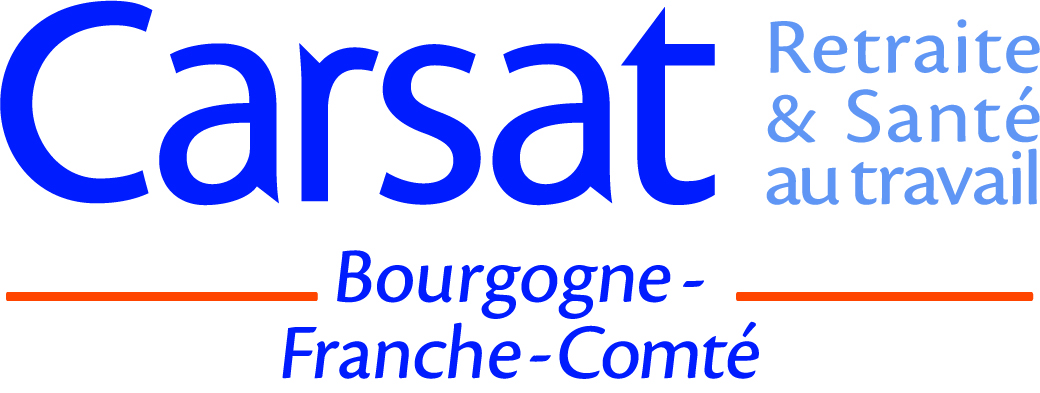 Carsat
Retraite
& Santé
au travail
Bourgogne-
Franche-Comté